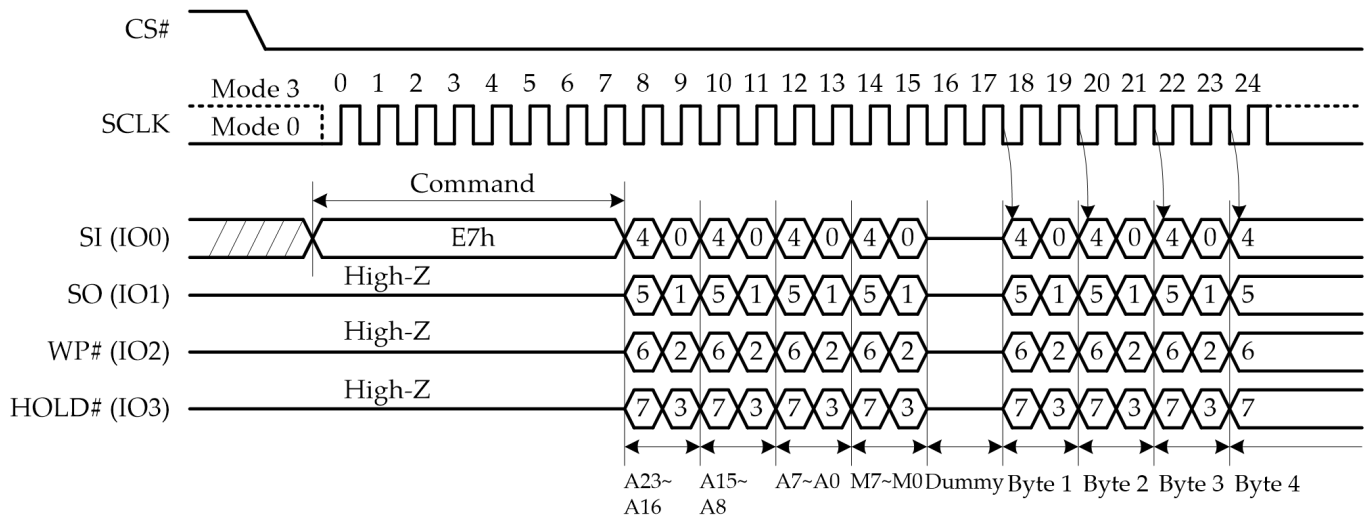 CS#
0 1 2 3 4 5 6 7 8 9 10 11 12 13 14 15 16 17 18 19 20 21 22 23 24
Mode 3
SCLK
Mode 0
Command
SI (IO0) E7h 4 0 4 0 4 0 4 0 4 0 4 0 4 0 4
High-Z
SO (IO1) 5 1 5 1 5 1 5 1 5 1 5 1 5 1 5
High-Z
WP# (IO2) 6 2 6 2 6 2 6 2 6 2 6 2 6 2 6
High-Z
HOLD# (IO3) 7 3 7 3 7 3 7 3 7 3 7 3 7 3 7
A23~ A15~ A7~A0 M7~M0 Dummy Byte 1 Byte 2 Byte 3 Byte 4
A16 A8